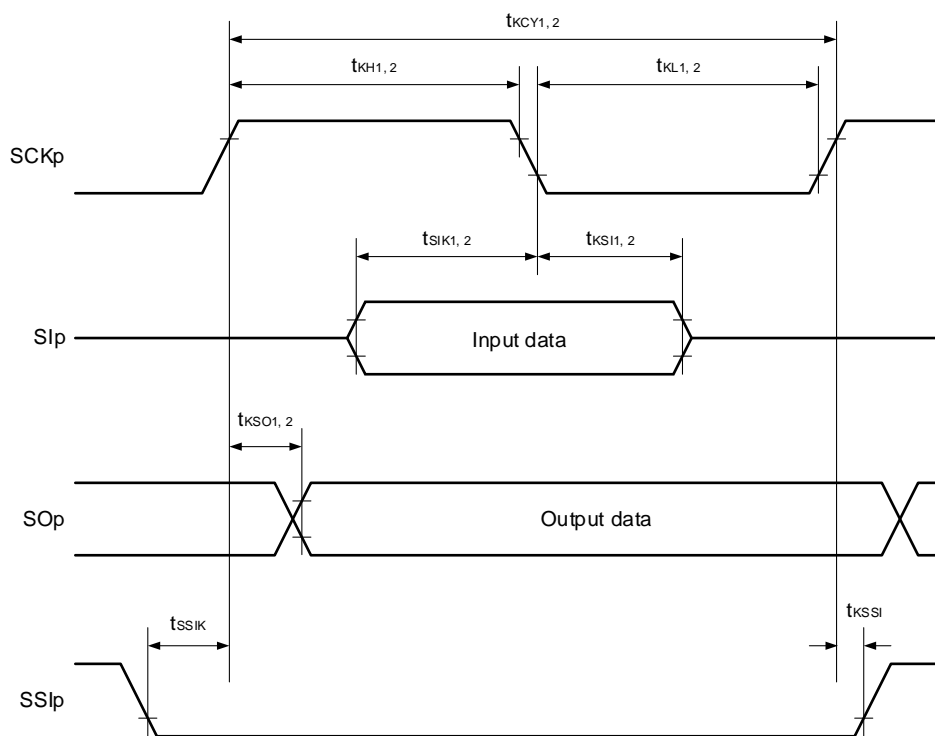 tKCY1, 2
tKH1, 2
tKL1, 2
SCKp
tSIK1, 2
tKSI1, 2
SIp
Input data
tKSO1, 2
SOp
Output data
tSSIK
tKSSI
SSIp